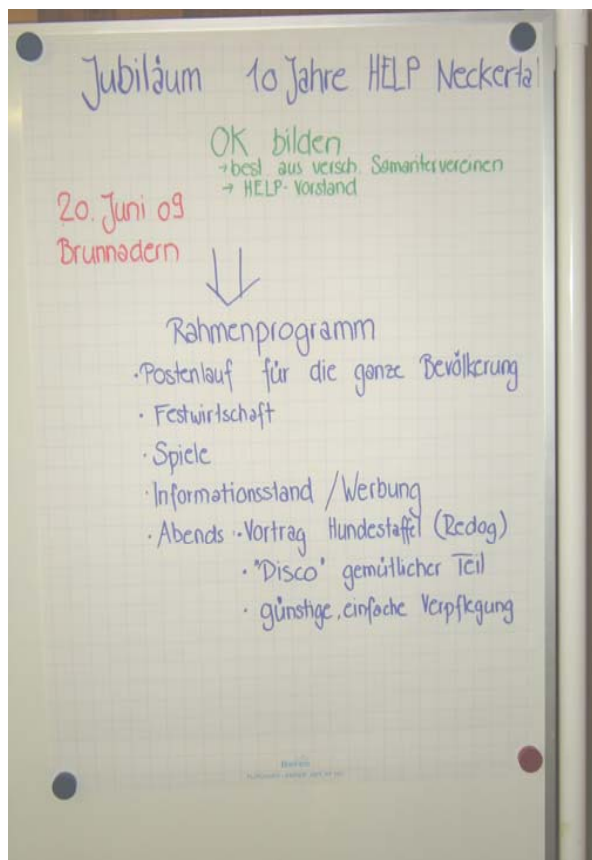 Jubiläum 10 Jahre HELP Neckertal
OK bilden
→ best aus versch. Samaritervereinen
→ HELP-Vorstand
20. Juni 09
Brunnadern
Rahmenprogramm
· Postenlauf für die ganze Bevölkerung
· Festwirtschaft
· Spiele
· Informationsstand / Werbung
· Abends · Vortrag Hundestaffel (Redog)
· "Disco" gemütlicher Teil
· günstige, einfache Verpflegung